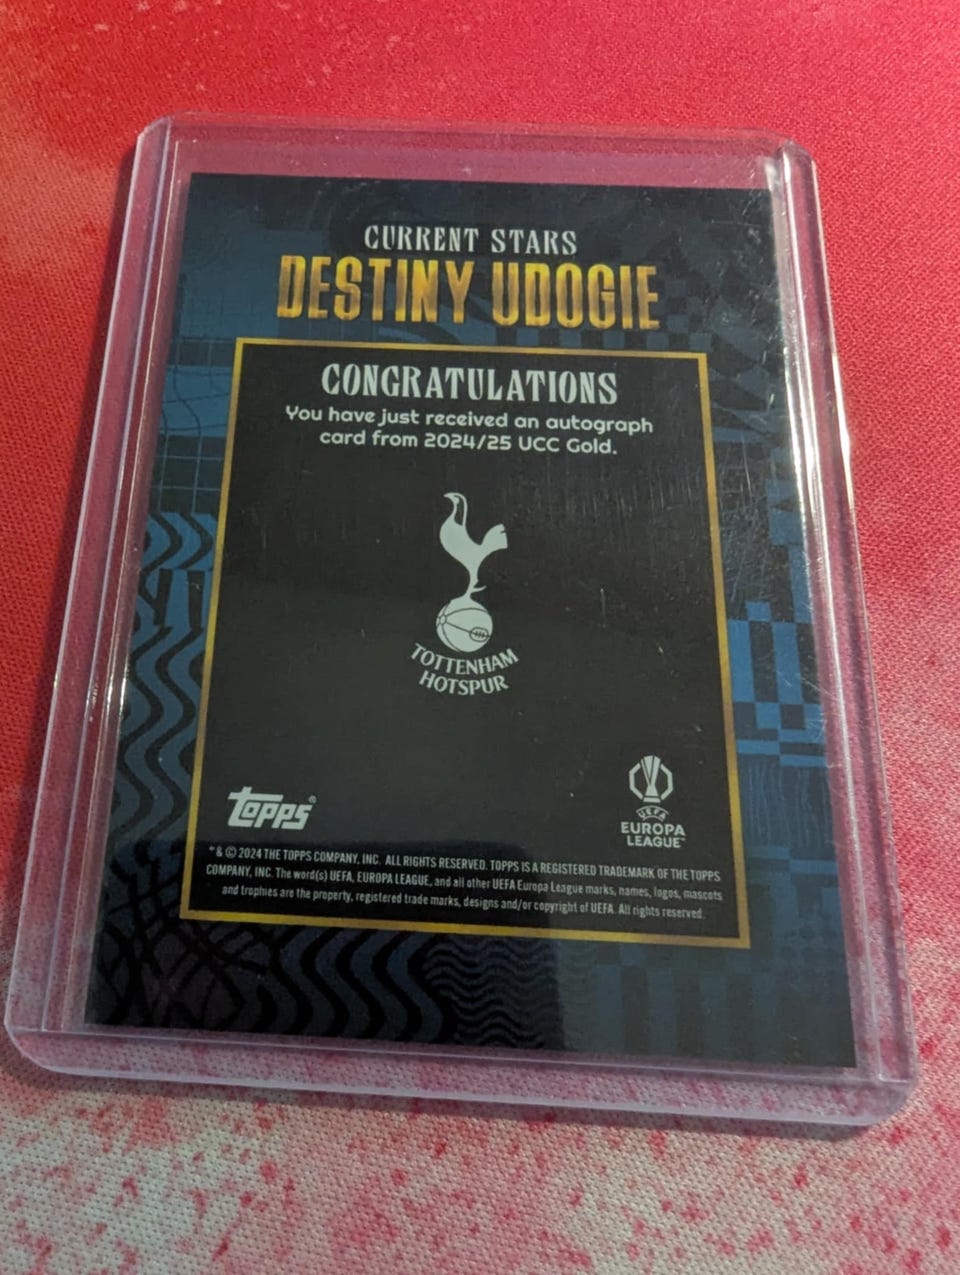 CURRENT STARS
DESTINY UDOGIE
CONGRATULATIONS
You have just received an autograph
card from 2024/25 UCC Gold.
TOTTENHAM
HOTSPUR
topps®
UEFA
EUROPA
LEAGUE™
*& © 2024 THE TOPPS COMPANY, INC. ALL RIGHTS RESERVED. TOPPS IS A REGISTERED TRADEMARK OF THE TOPPS
COMPANY, INC. The word(s) UEFA, EUROPA LEAGUE, and all other UEFA Europa League marks, names, logos, mascots
and trophies are the property, registered trade marks, designs and/or copyright of UEFA. All rights reserved.